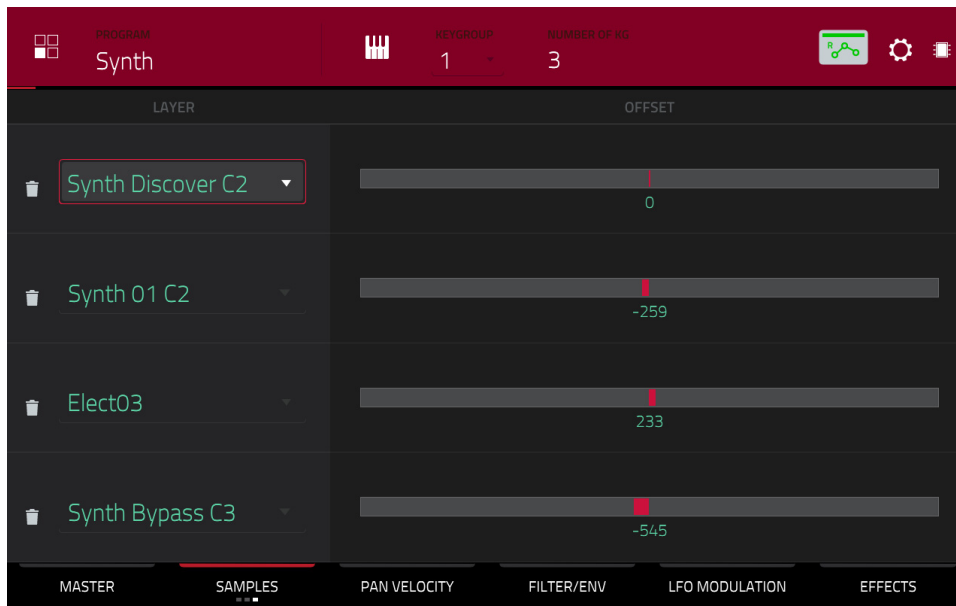 PROGRAM
Synth
KEYGROUP
1
NUMBER OF KG
3
R
LAYER
OFFSET
Synth Discover C2
0
Synth 01 C2
-259
Elect03
233
Synth Bypass C3
-545
MASTER
SAMPLES
PAN VELOCITY
FILTER/ENV
LFO MODULATION
EFFECTS